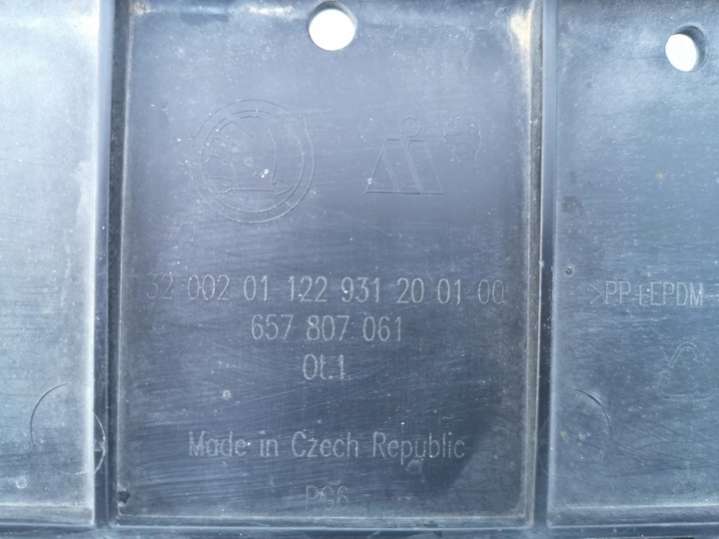 32 002 01 122 931 20 01 00
657 807 061
Ot.1
Made in Czech Republic
PG6
>PP+EPDM